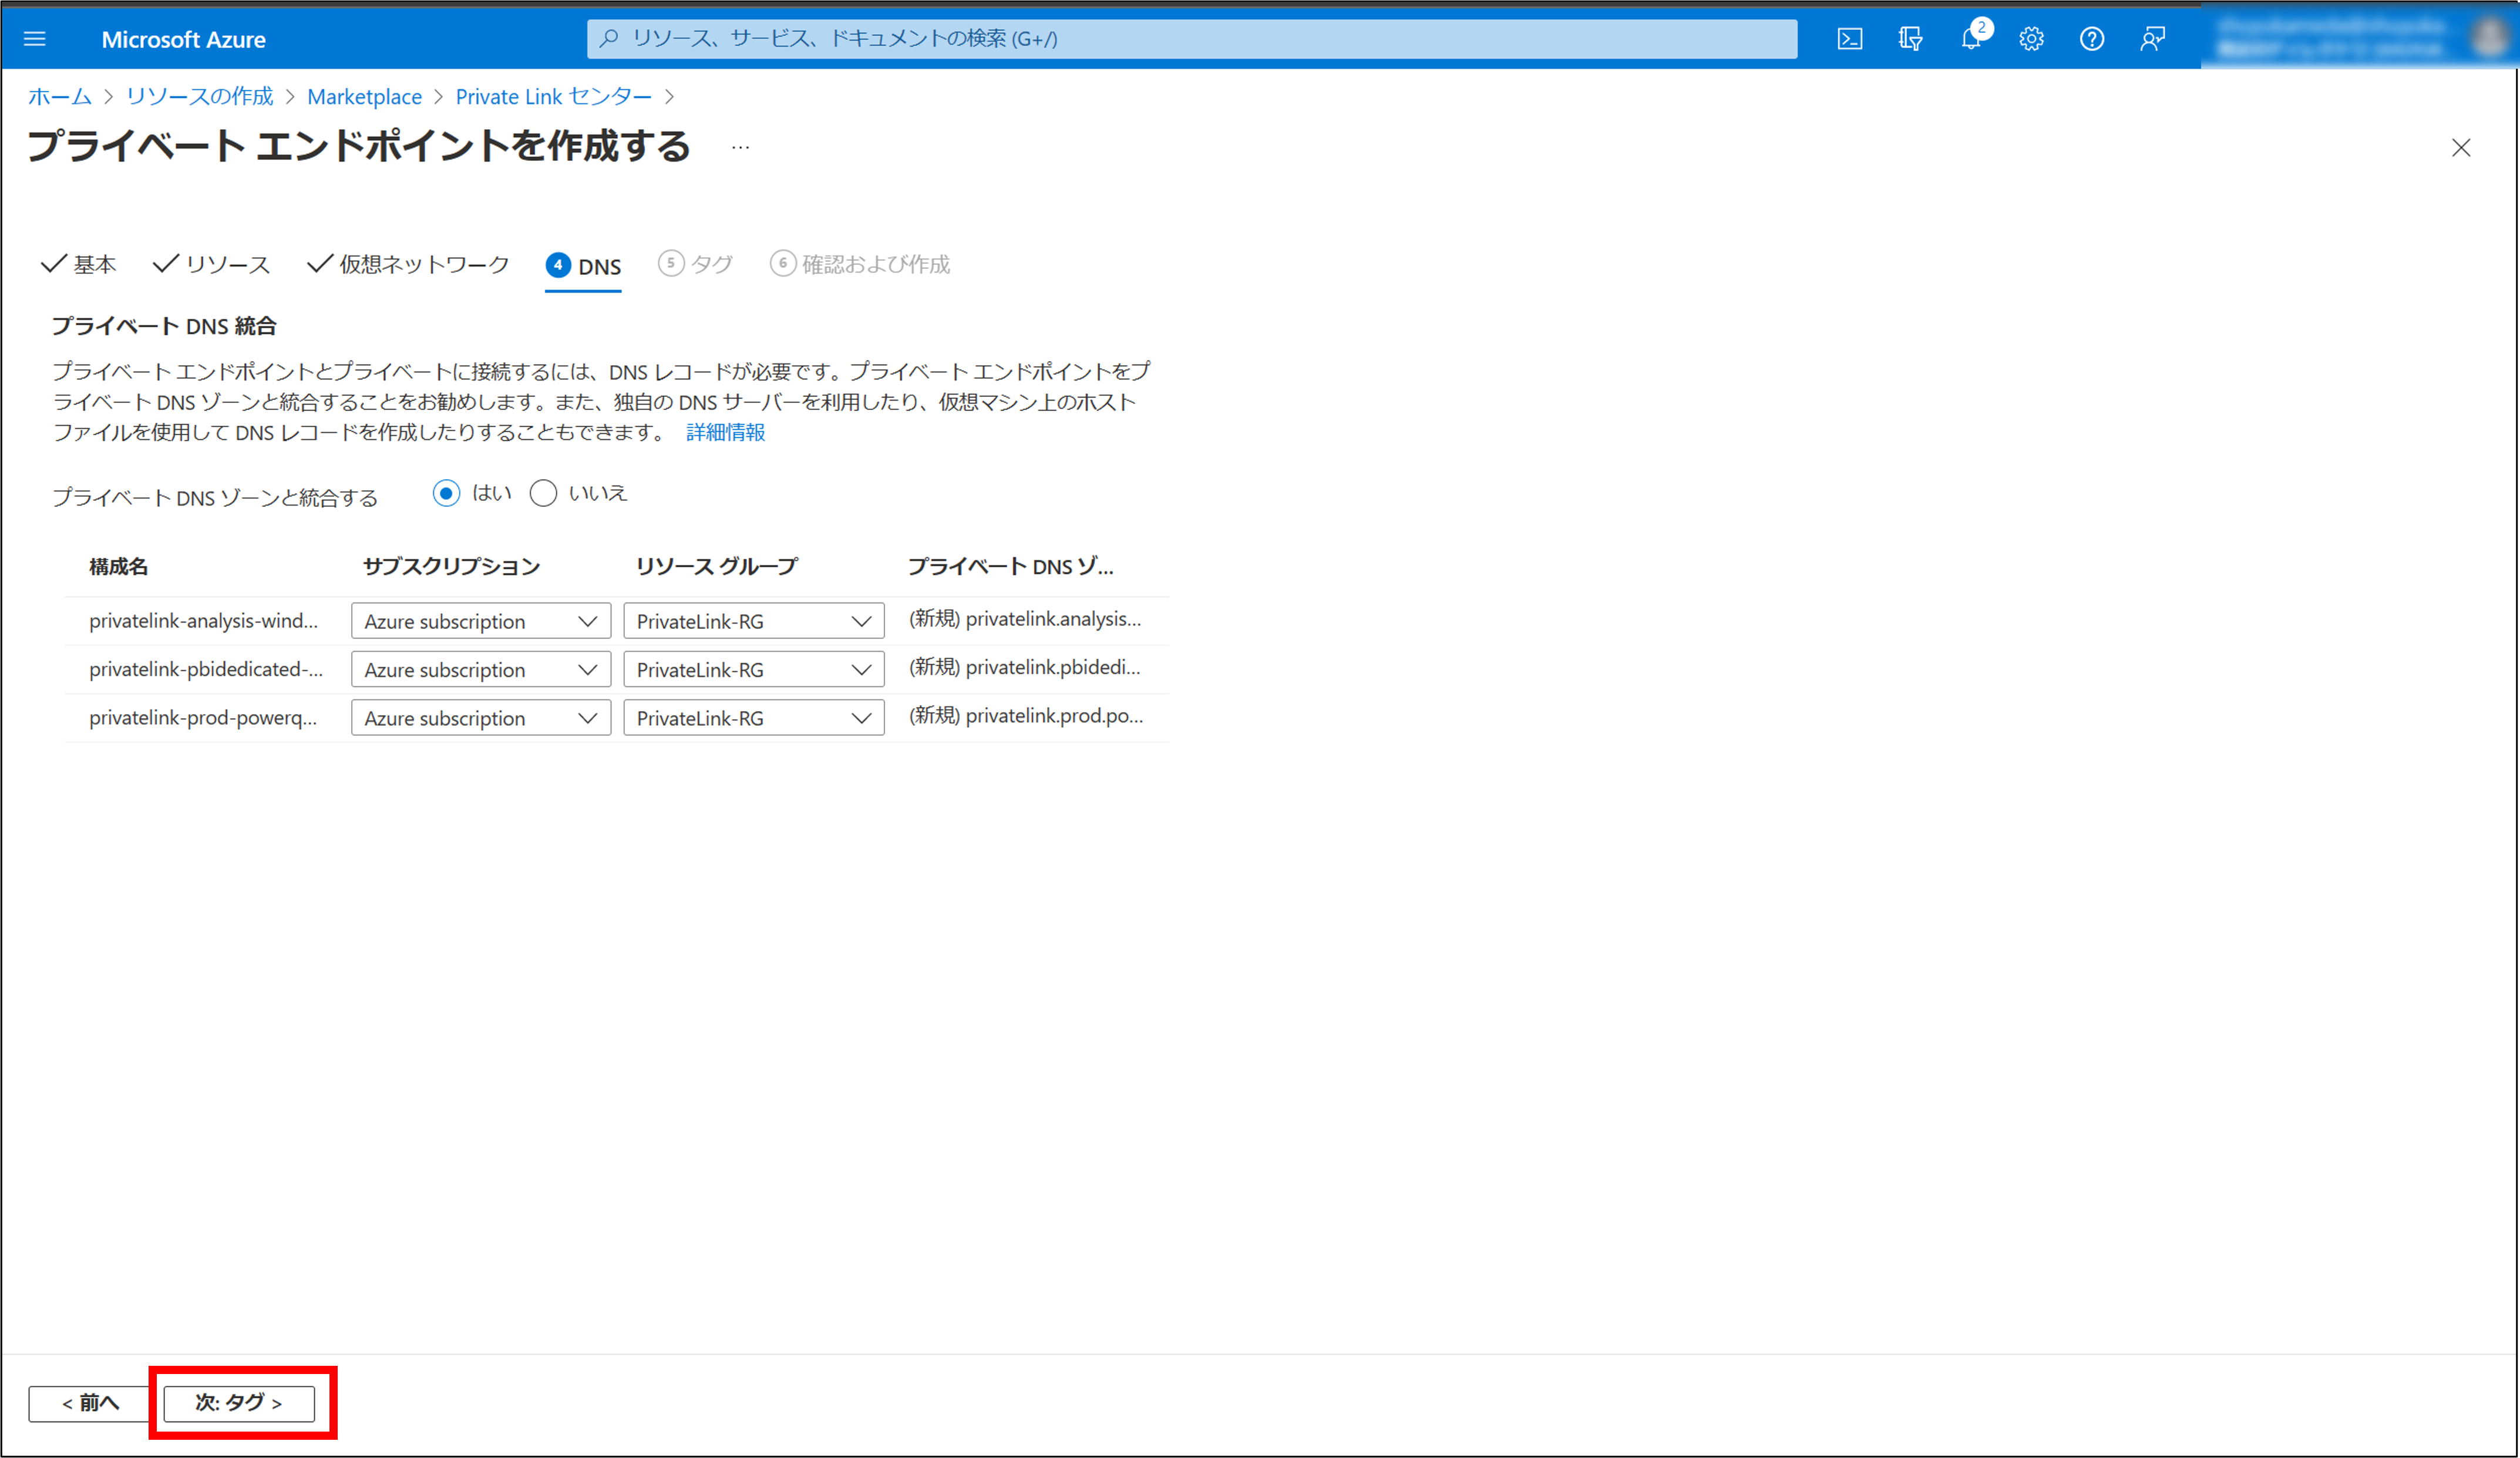 Microsoft Azure
リソース、サービス、ドキュメントの検索 (G+/)
2
ホーム > リソースの作成 > Marketplace > Private Link センター >
プライベート エンドポイントを作成する ...
基本 リソース 仮想ネットワーク 4 DNS 5 タグ 6 確認および作成
プライベート DNS 統合
プライベート エンドポイントとプライベートに接続するには、DNS レコードが必要です。プライベート エンドポイントをプ
ライベート DNS ゾーンと統合することをお勧めします。また、独自の DNS サーバーを利用したり、仮想マシン上のホスト
ファイルを使用して DNS レコードを作成したりすることもできます。 詳細情報
プライベート DNS ゾーンと統合する はい いいえ
構成名 サブスクリプション リソース グループ プライベート DNS ゾ...
privatelink-analysis-wind... Azure subscription PrivateLink-RG (新規) privatelink.analysis...
privatelink-pbidedicated-... Azure subscription PrivateLink-RG (新規) privatelink.pbidedi...
privatelink-prod-powerq... Azure subscription PrivateLink-RG (新規) privatelink.prod.po...
< 前へ 次: タグ >